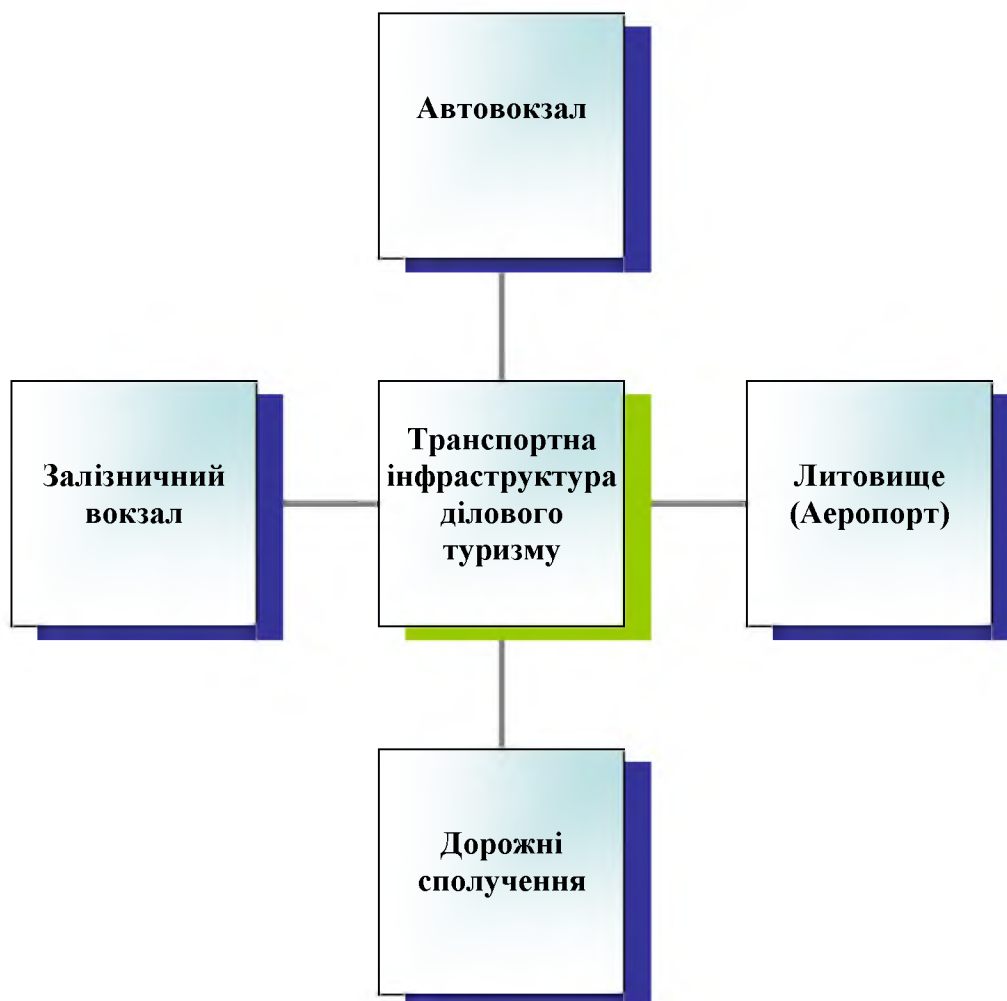 Автовокзал
Залізничний
вокзал
Транспортна
інфраструктура
ділового
туризму
Литовище
(Аеропорт)
Дорожні
сполучення